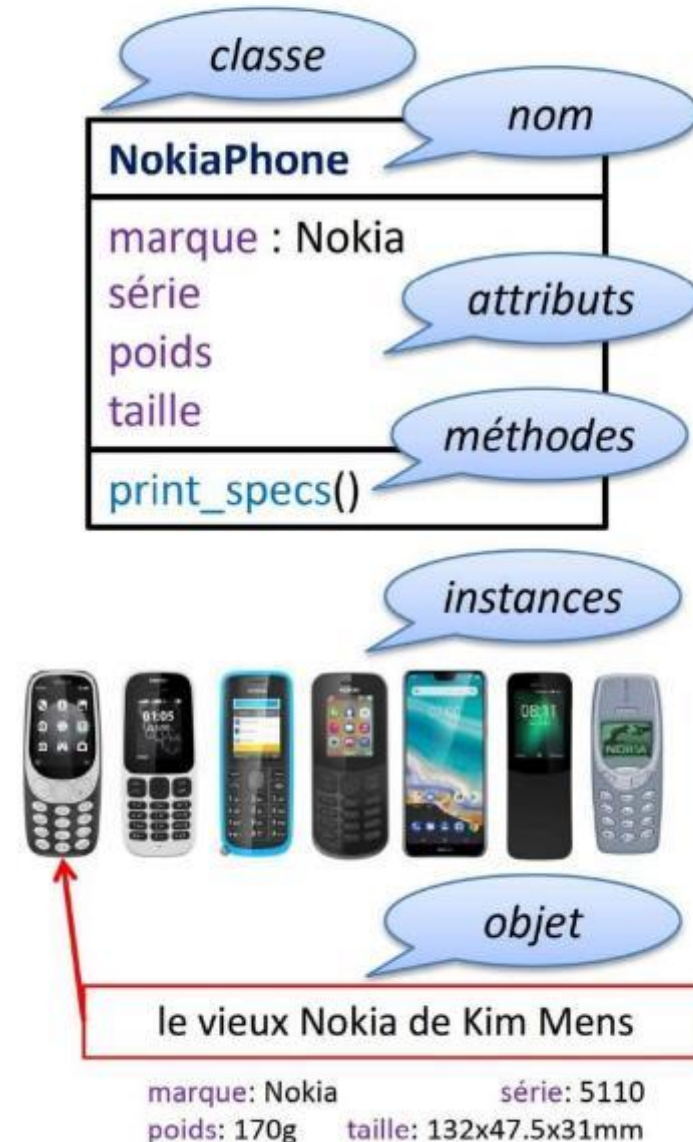 classe
nom
NokiaPhone
marque : Nokia
série
attributs
poids
taille
méthodes
print_specs()
instances
01:05
08:11
objet
le vieux Nokia de Kim Mens
marque: Nokia série: 5110
poids: 170g taille: 132x47.5x31mm